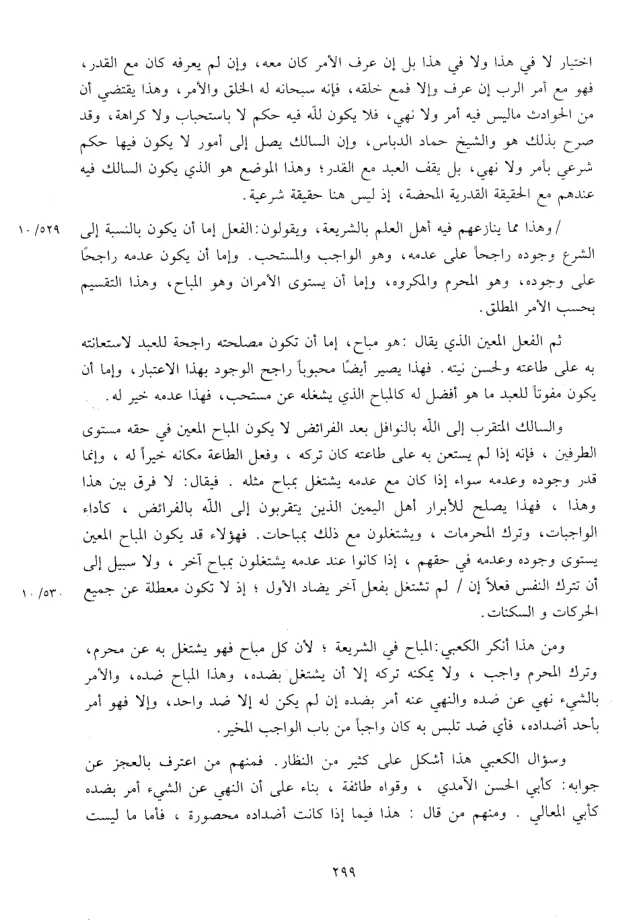 اختيار لا في هذا ولا في هذا بل إن عرف الأمر كان معه، وإن لم يعرفه كان مع القدر،
فهو مع أمر الرب إن عرف وإلا فمع خلقه، فإنه سبحانه له الخلق والأمر، وهذا يقتضي أن
من الحوادث ماليس فيه أمر ولا نهي، فلا يكون لله فيه حكم لا باستحباب ولا كراهة، وقد
صرح بذلك هو والشيخ حماد الدباس، وإن السالك يصل إلى أمور لا يكون فيها حكم
شرعي بأمر ولا نهي، بل يقف العبد مع القدر؛ وهذا الموضع هو الذي يكون السالك فيه
عندهم مع الحقيقة القدرية المحضة، إذ ليس هنا حقيقة شرعية.
/ وهذا مما ينازعهم فيه أهل العلم بالشريعة، ويقولون: الفعل إما أن يكون بالنسبة إلى ١٠/٥٢٩
الشرع وجوده راجحاً على عدمه، وهو الواجب والمستحب. وإما أن يكون عدمه راجحًا
على وجوده، وهو المحرم والمكروه، وإما أن يستوى الأمران وهو المباح، وهذا التقسيم
بحسب الأمر المطلق.
ثم الفعل المعين الذي يقال : هو مباح، إما أن تكون مصلحته راجحة للعبد لاستعانته
به على طاعته ولحسن نيته. فهذا يصير أيضًا محبوباً راجح الوجود بهذا الاعتبار، وإما أن
يكون مفوتاً للعبد ما هو أفضل له كالمباح الذي يشغله عن مستحب، فهذا عدمه خير له.
والسالك المتقرب إلى الله بالنوافل بعد الفرائض لا يكون المباح المعين في حقه مستوى
الطرفين ، فإنه إذا لم يستعن به على طاعته كان تركه ، وفعل الطاعة مكانه خيراً له ، وإنما
قدر وجوده وعدمه سواء إذا كان مع عدمه يشتغل بمباح مثله . فيقال: لا فرق بين هذا
وهذا ، فهذا يصلح للأبرار أهل اليمين الذين يتقربون إلى الله بالفرائض ، كأداء
الواجبات، وترك المحرمات ، ويشتغلون مع ذلك بمباحات. فهؤلاء قد يكون المباح المعين
يستوى وجوده وعدمه في حقهم ، إذا كانوا عند عدمه يشتغلون بمباح آخر ، ولا سبيل إلى
أن تترك النفس فعلاً إن / لم تشتغل بفعل آخر يضاد الأول ؛ إذ لا تكون معطلة عن جميع ١٠/٥٣٠
الحركات و السكنات.
ومن هذا أنكر الكعبي: المباح في الشريعة ؛ لأن كل مباح فهو يشتغل به عن محرم،
وترك المحرم واجب ، ولا يمكنه تركه إلا أن يشتغل بضده، وهذا المباح ضده، والأمر
بالشيء نهي عن ضده والنهي عنه أمر بضده إن لم يكن له إلا ضد واحد، وإلا فهو أمر
بأحد أضداده، فأي ضد تلبس به كان واجباً من باب الواجب المخير.
وسؤال الكعبي هذا أشكل على كثير من النظار. فمنهم من اعترف بالعجز عن
جوابه: كأبي الحسن الآمدي ، وقواه طائفة ، بناء على أن النهي عن الشيء أمر بضده
كأبي المعالي . ومنهم من قال : هذا فيما إذا كانت أضداده محصورة ، فأما ما ليست
٢٩٩